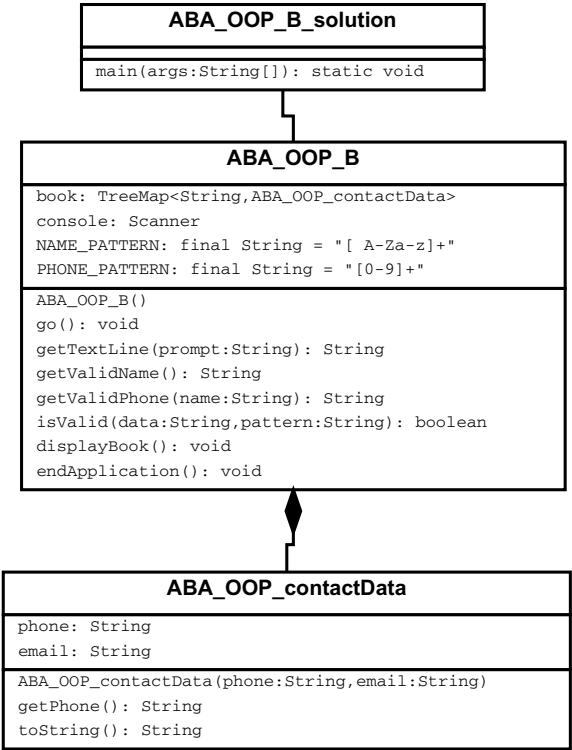 ABA_OOP_B_solution
main(args:String[]): static void
ABA_OOP_B
book: TreeMap<String,ABA_OOP_contactData>
console: Scanner
NAME_PATTERN: final String = "[ A-Za-z]+"
PHONE_PATTERN: final String = "[0-9]+"
ABA_OOP_B()
go(): void
getTextLine(prompt:String): String
getValidName(): String
getValidPhone(name:String): String
isValid(data:String,pattern:String): boolean
displayBook(): void
endApplication(): void
ABA_OOP_contactData
phone: String
email: String
ABA_OOP_contactData(phone:String,email:String)
getPhone(): String
toString(): String